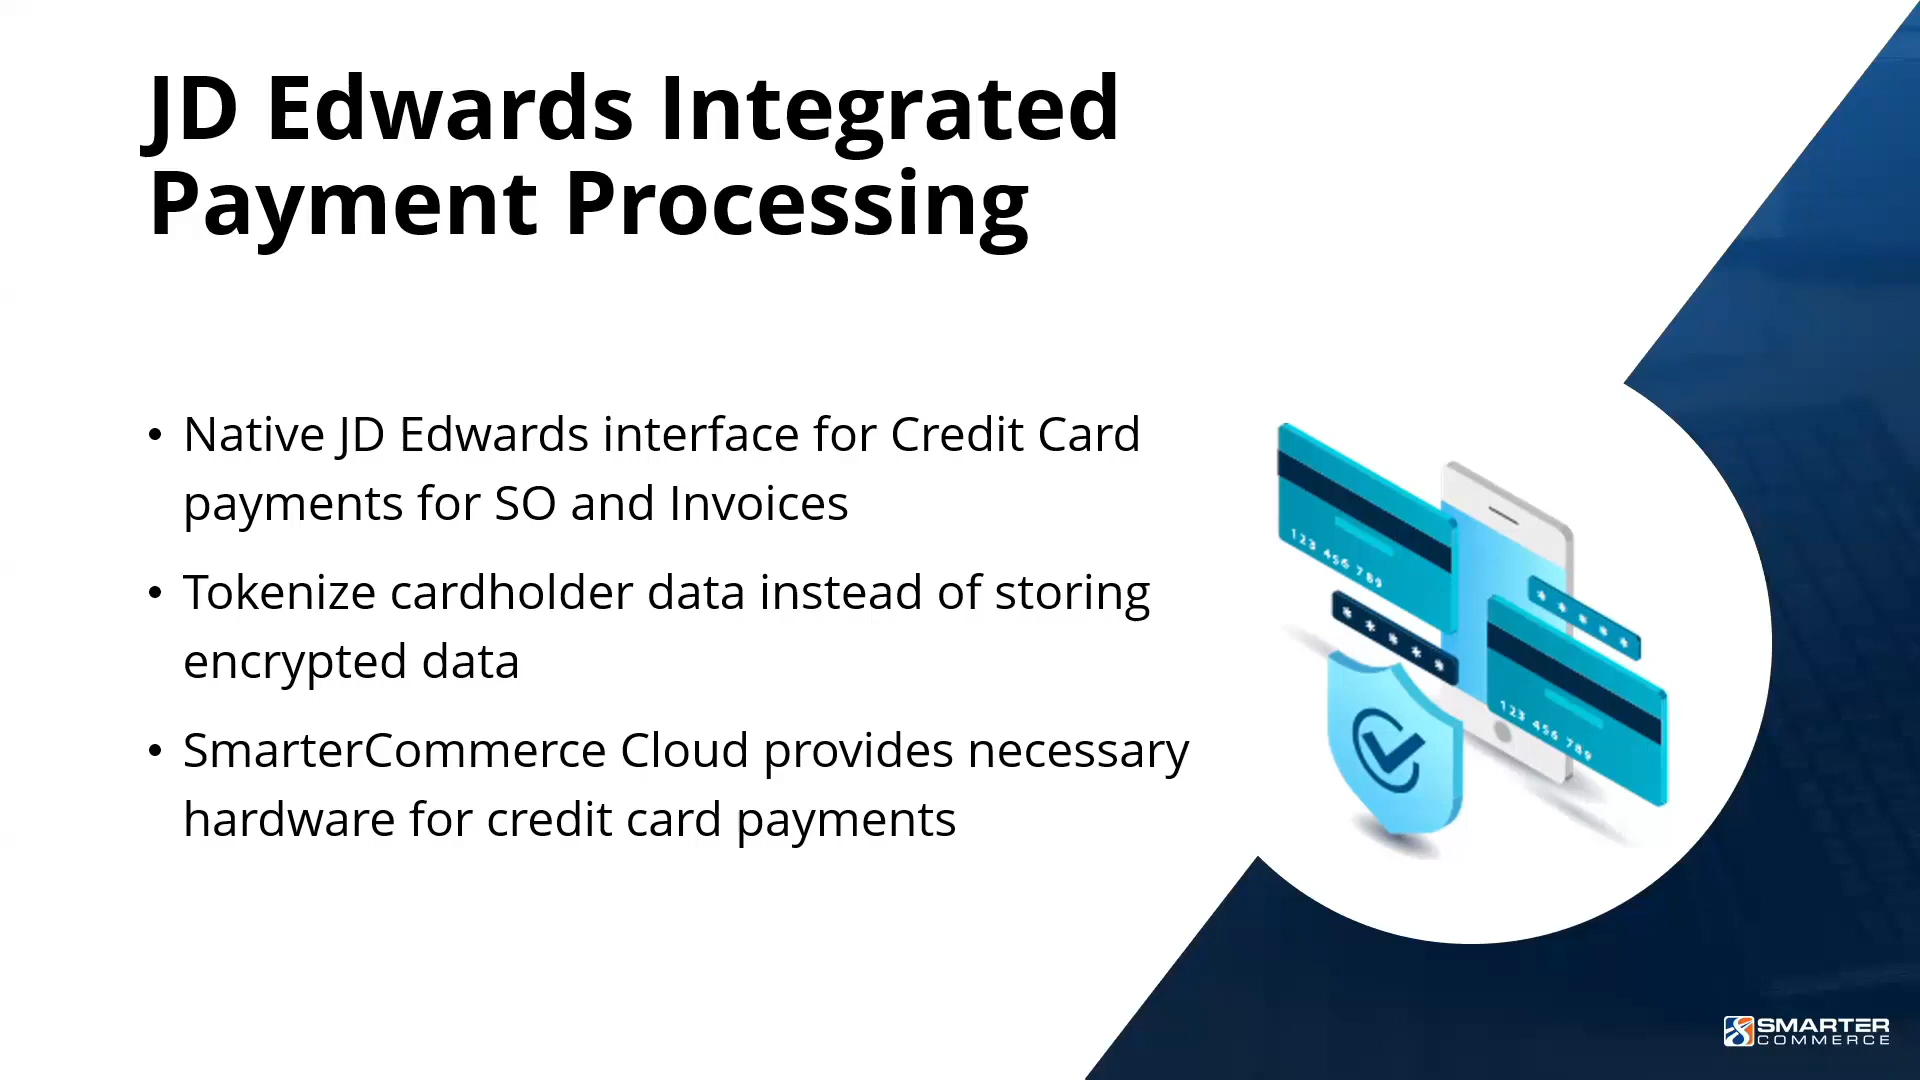 JD Edwards Integrated
Payment Processing
• Native JD Edwards interface for Credit Card
payments for SO and Invoices
• Tokenize cardholder data instead of storing
encrypted data
• SmarterCommerce Cloud provides necessary
hardware for credit card payments
123 456 789
* * * * *
* * * * *
123 456 789
SMARTER
COMMERCE